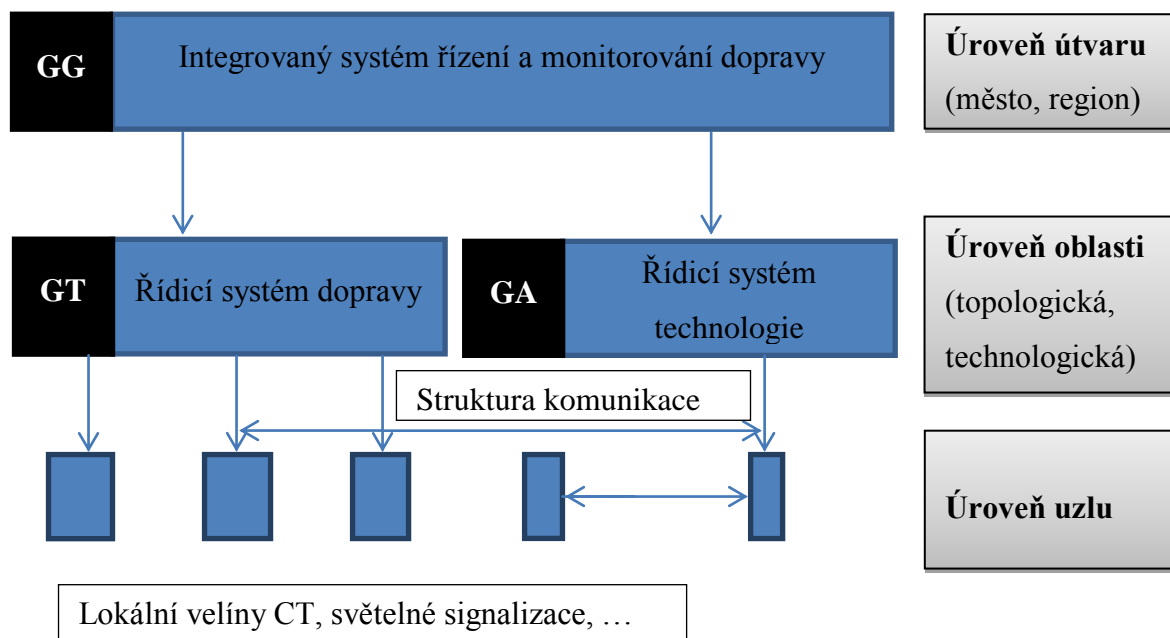 GG
Integrovaný systém řízení a monitorování dopravy
Úroveň útvaru
(město, region)
GT
Řídicí systém dopravy
GA
Řídicí systém
technologie
Úroveň oblasti
(topologická,
technologická)
Struktura komunikace
Úroveň uzlu
Lokální velíny CT, světelné signalizace, …